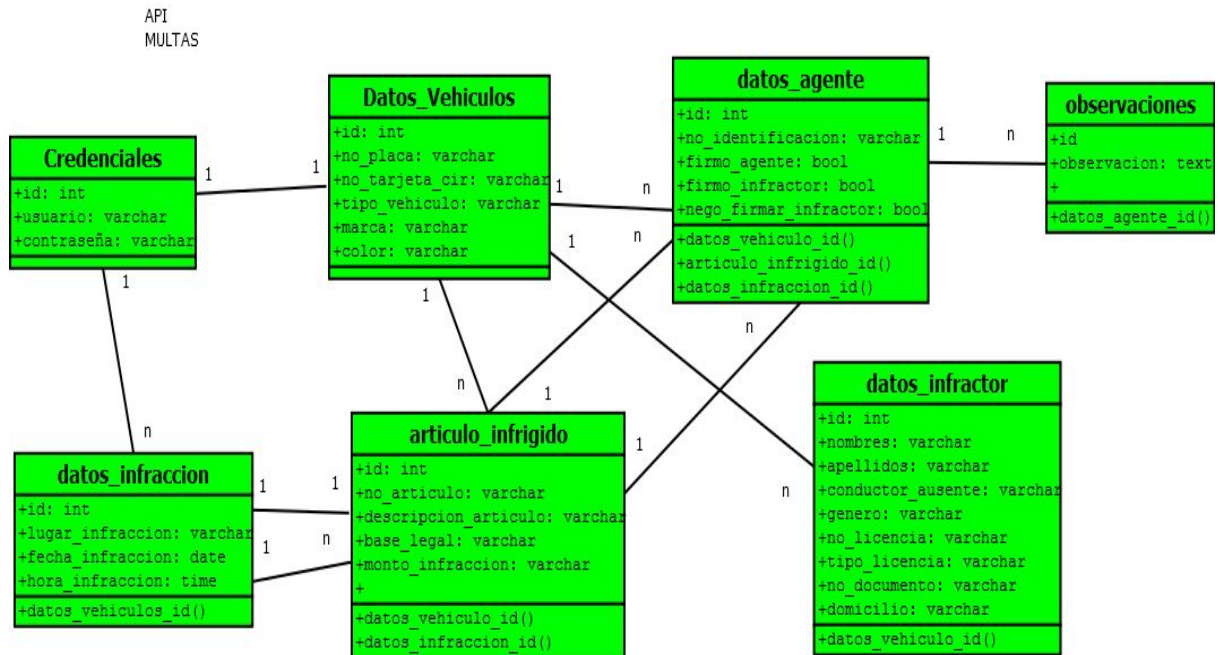 API
MULTAS
Credenciales
+id: int
+usuario: varchar
+contraseña: varchar
Datos_Vehiculos
+id: int
+no_placa: varchar
+no_tarjeta_cir: varchar
+tipo_vehiculo: varchar
+marca: varchar
+color: varchar
datos_agente
+id: int
+no_identificacion: varchar
+firmo_agente: bool
+firmo_infractor: bool
+nego_firmar_infractor: bool
+datos_vehiculo_id()
+articulo_infrigido_id()
+datos_infraccion_id()
observaciones
+id
+observacion: text
+
+datos_agente_id()
1
1
1
n
1
n
n
1
1
1
n
n
1
n
1
n
datos_infraccion
+id: int
+lugar_infraccion: varchar
+fecha_infraccion: date
+hora_infraccion: time
+datos_vehiculos_id()
1
1
1
n
articulo_infrigido
+id: int
+no_articulo: varchar
+descripcion_articulo: varchar
+base_legal: varchar
+monto_infraccion: varchar
+
+datos_vehiculo_id()
+datos_infraccion_id()
datos_infractor
+id: int
+nombres: varchar
+apellidos: varchar
+conductor_ausente: varchar
+genero: varchar
+no_licencia: varchar
+tipo_licencia: varchar
+no_documento: varchar
+domicilio: varchar
+datos_vehiculo_id()